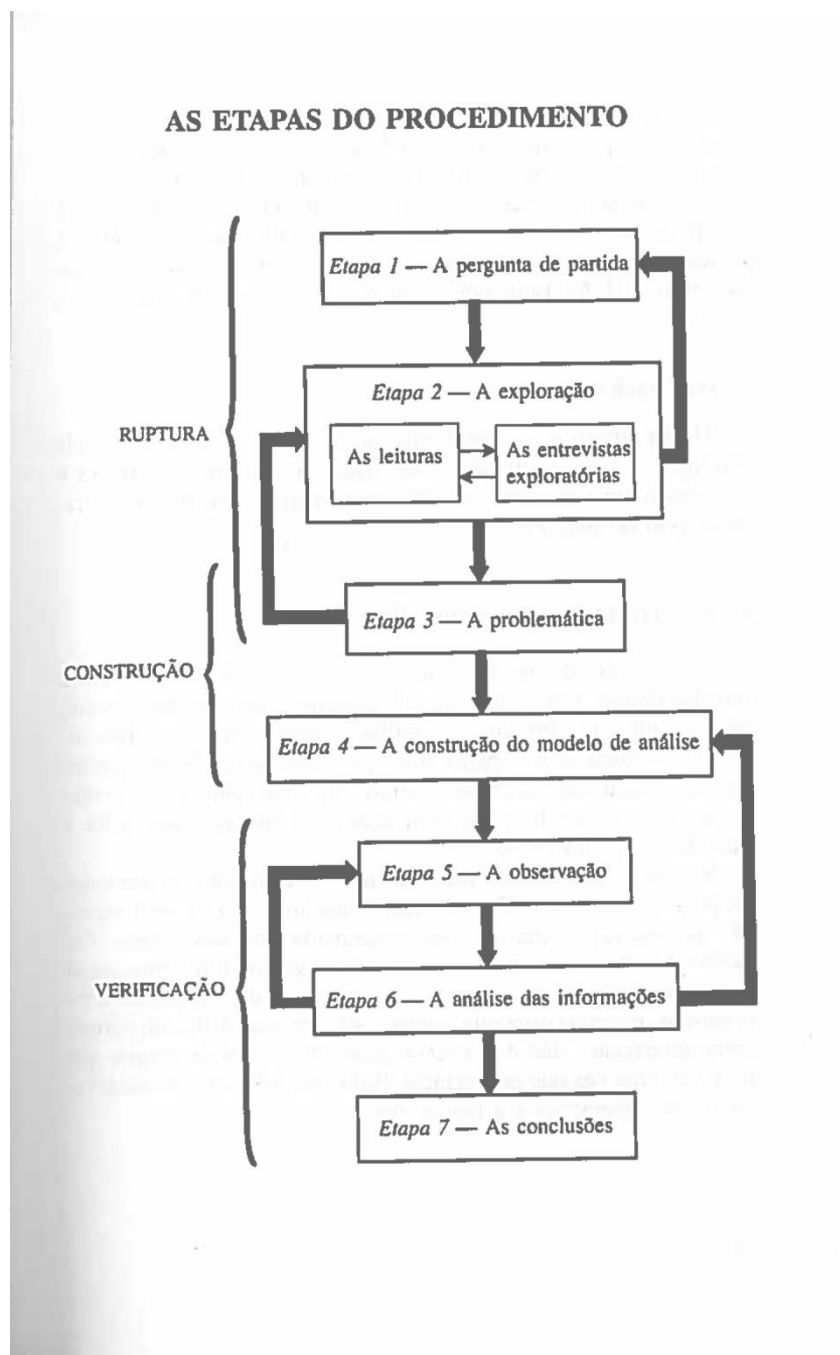 AS ETAPAS DO PROCEDIMENTO
Etapa 1 — A pergunta de partida
Etapa 2 — A exploração
RUPTURA
As leituras
As entrevistas
exploratórias
Etapa 3 — A problemática
CONSTRUÇÃO
Etapa 4 — A construção do modelo de análise
Etapa 5 — A observação
VERIFICAÇÃO
Etapa 6 — A análise das informações
Etapa 7 — As conclusões